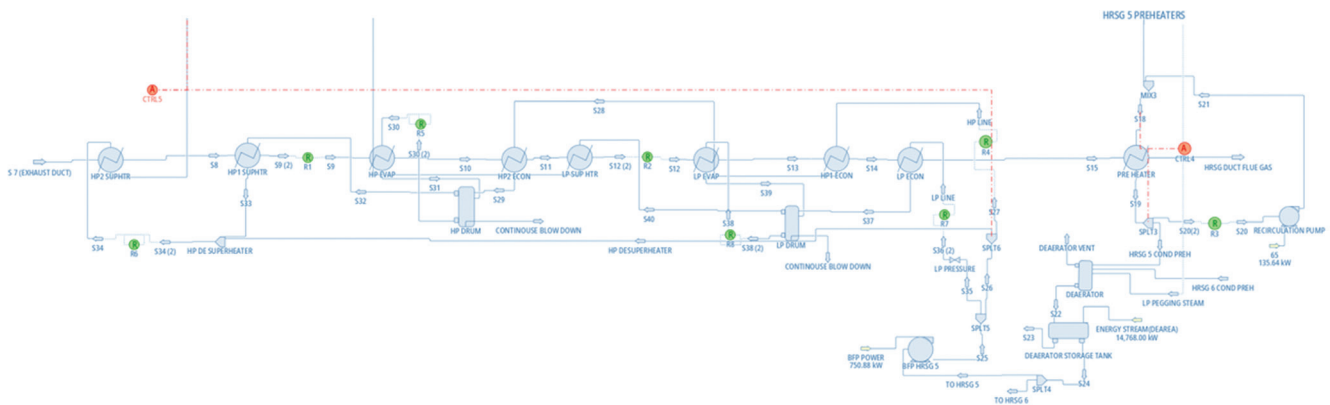 HRSG 5 PREHEATERS
CTRL5
MIX3
S21
S28
S30
R5
S30 (2)
HP LINE
R4
S18
CTRL4
S 7 (EXHAUST DUCT)
HP2 SUPHTR
S8
HP1 SUPHTR
S9 (2)
R1
S9
HP EVAP
S10
HP2 ECON
S11
LP SUP HTR
S12 (2)
R2
S12
LP EVAP
S13
HP1 ECON
S14
LP ECON
S15
PRE HEATER
HRSG DUCT FLUE GAS
S31
S32
S29
S39
S33
S40
S38
S37
LP LINE
R7
S27
S19
HP DRUM
CONTINOUSE BLOW DOWN
LP DRUM
S34
R6
S34 (2)
HP DE SUPERHEATER
HP DESUPERHEATER
R8
S38 (2)
CONTINOUSE BLOW DOWN
S36 (2)
LP PRESSURE
SPLT6
S35
S26
SPLT5
S25
SPLT3
S20(2)
R3
S20
RECIRCULATION PUMP
65
135.64 kW
HRSG 5 COND PREH
DEAERATOR VENT
DEAERATOR
HRSG 6 COND PREH
LP PEGGING STEAM
S22
S23
ENERGY STREAM(DEAREA)
14,768.00 kW
DEAERATOR STORAGE TANK
S24
BFP POWER
750.88 kW
BFP HRSG 5
TO HRSG 5
SPLT4
TO HRSG 6